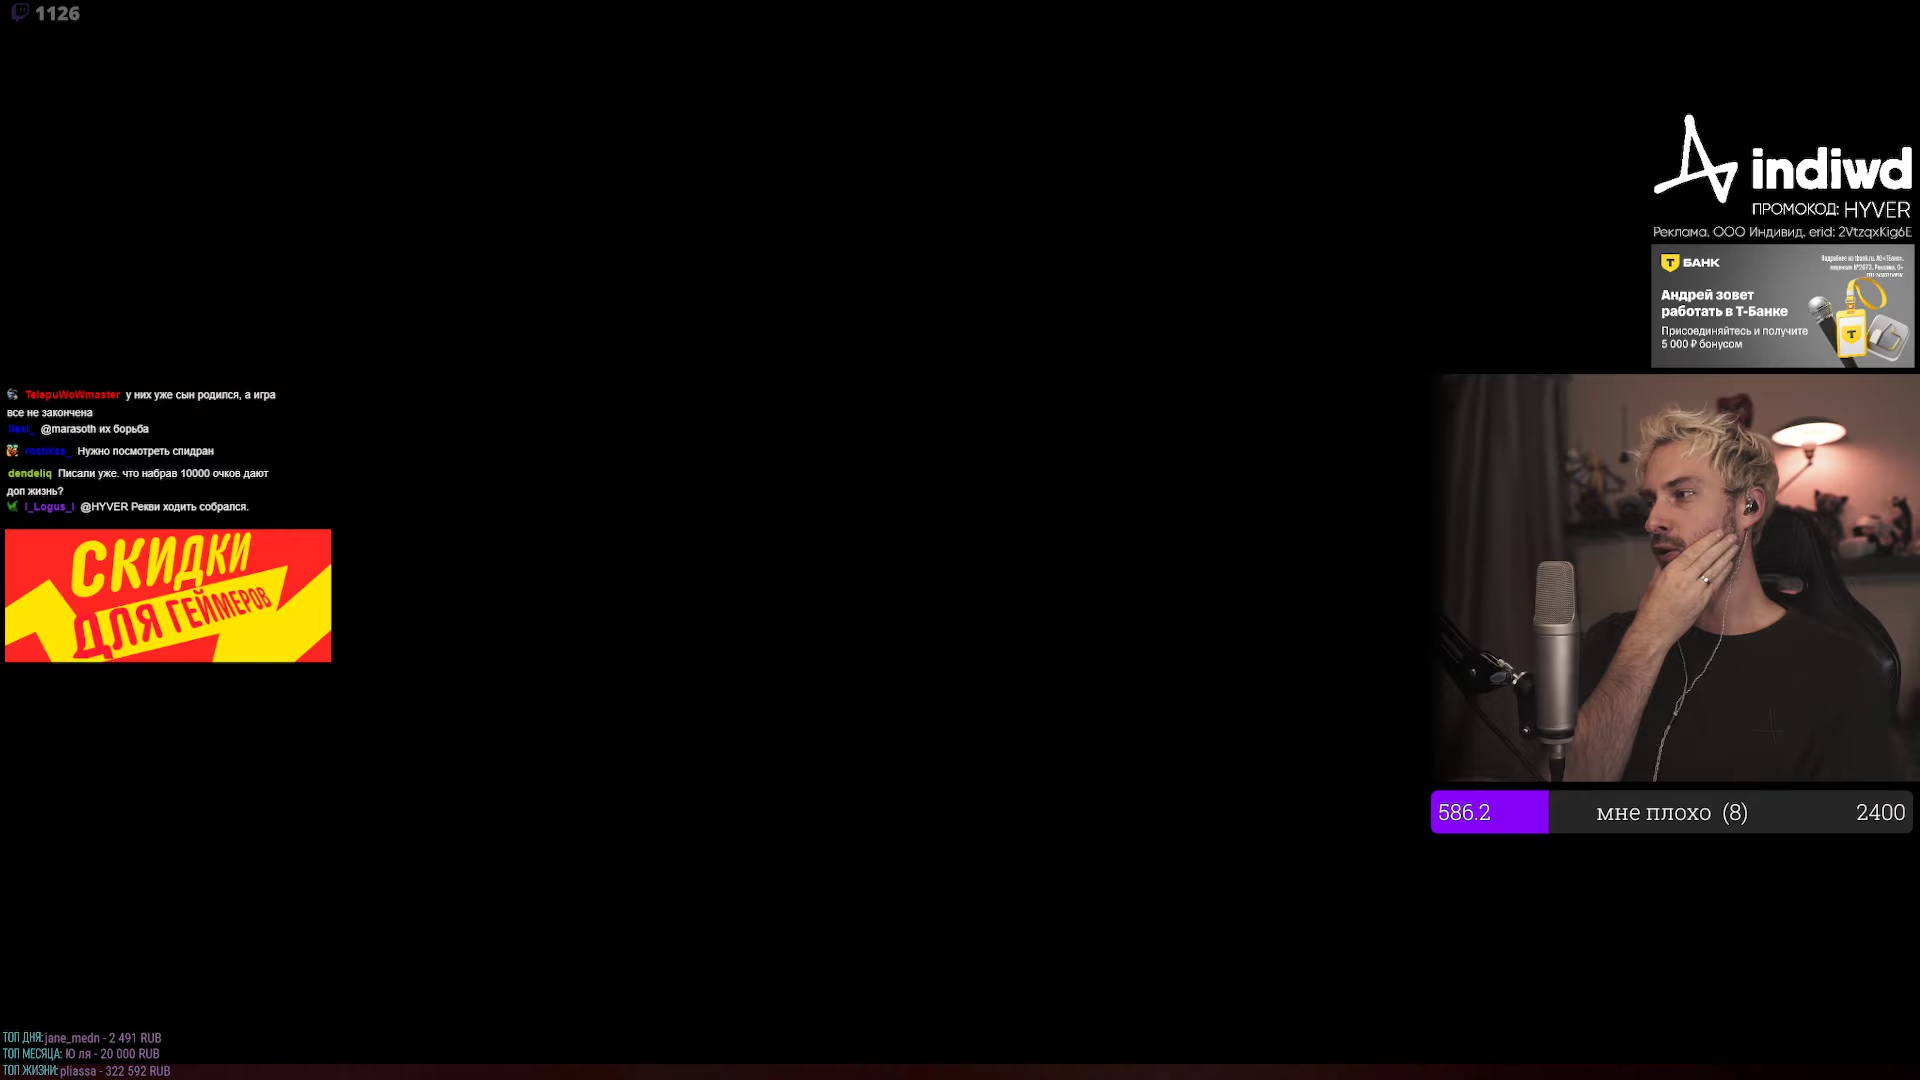 1126
indiwd
ПРОМОКОД: HYVER
Реклама. ООО Индивид. erid: 2VtzqxKig6E
Т БАНК
Андрей зовет
работать в Т-Банке
Присоединяйтесь и получите
5 000 ₽ бонусом
TelepuWoWmaster у них уже сын родился, а игра
все не закончена
@marasoth их борьба
Нужно посмотреть спидран
dendeliq Писали уже. что набрав 10000 очков дают
доп жизнь?
@HYVER Рекви ходить собрался.
СКИДКИ
ДЛЯ ГЕЙМЕРОВ
586.2 мне плохо (8) 2400
ТОП ДНЯ: jane_medn - 2 491 RUB
ТОП МЕСЯЦА: Ю ля - 20 000 RUB
ТОП ЖИЗНИ: pliassa - 322 592 RUB